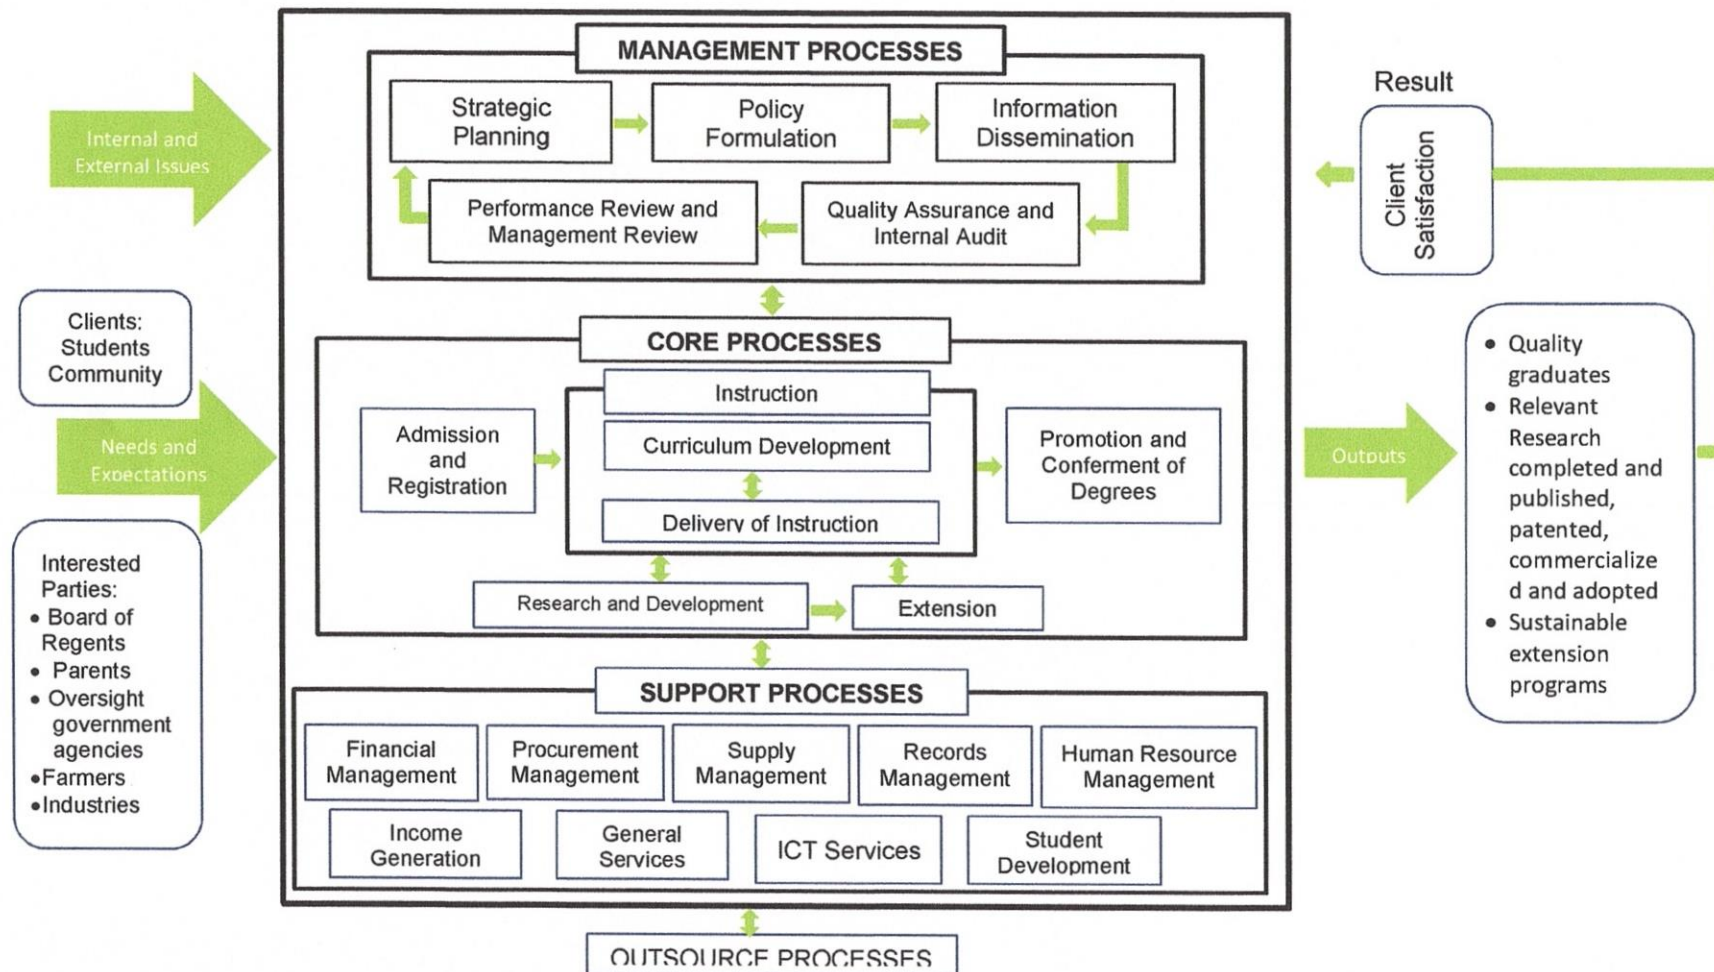 MANAGEMENT PROCESSES
Strategic
Planning
Policy
Formulation
Information
Dissemination
Performance Review and
Management Review
Quality Assurance and
Internal Audit
Internal and
External Issues
Result
Client
Satisfaction
Clients:
Students
Community
Needs and
Expectations
Interested
Parties:
• Board of
Regents
• Parents
• Oversight
government
agencies
•Farmers
•Industries
CORE PROCESSES
Admission
and
Registration
Instruction
Curriculum Development
Delivery of Instruction
Promotion and
Conferment of
Degrees
Research and Development
Extension
Outputs
• Quality
graduates
• Relevant
Research
completed and
published,
patented,
commercialize
d and adopted
• Sustainable
extension
programs
SUPPORT PROCESSES
Financial
Management
Procurement
Management
Supply
Management
Records
Management
Human Resource
Management
Income
Generation
General
Services
ICT Services
Student
Development
OUTSOURCE PROCESSES